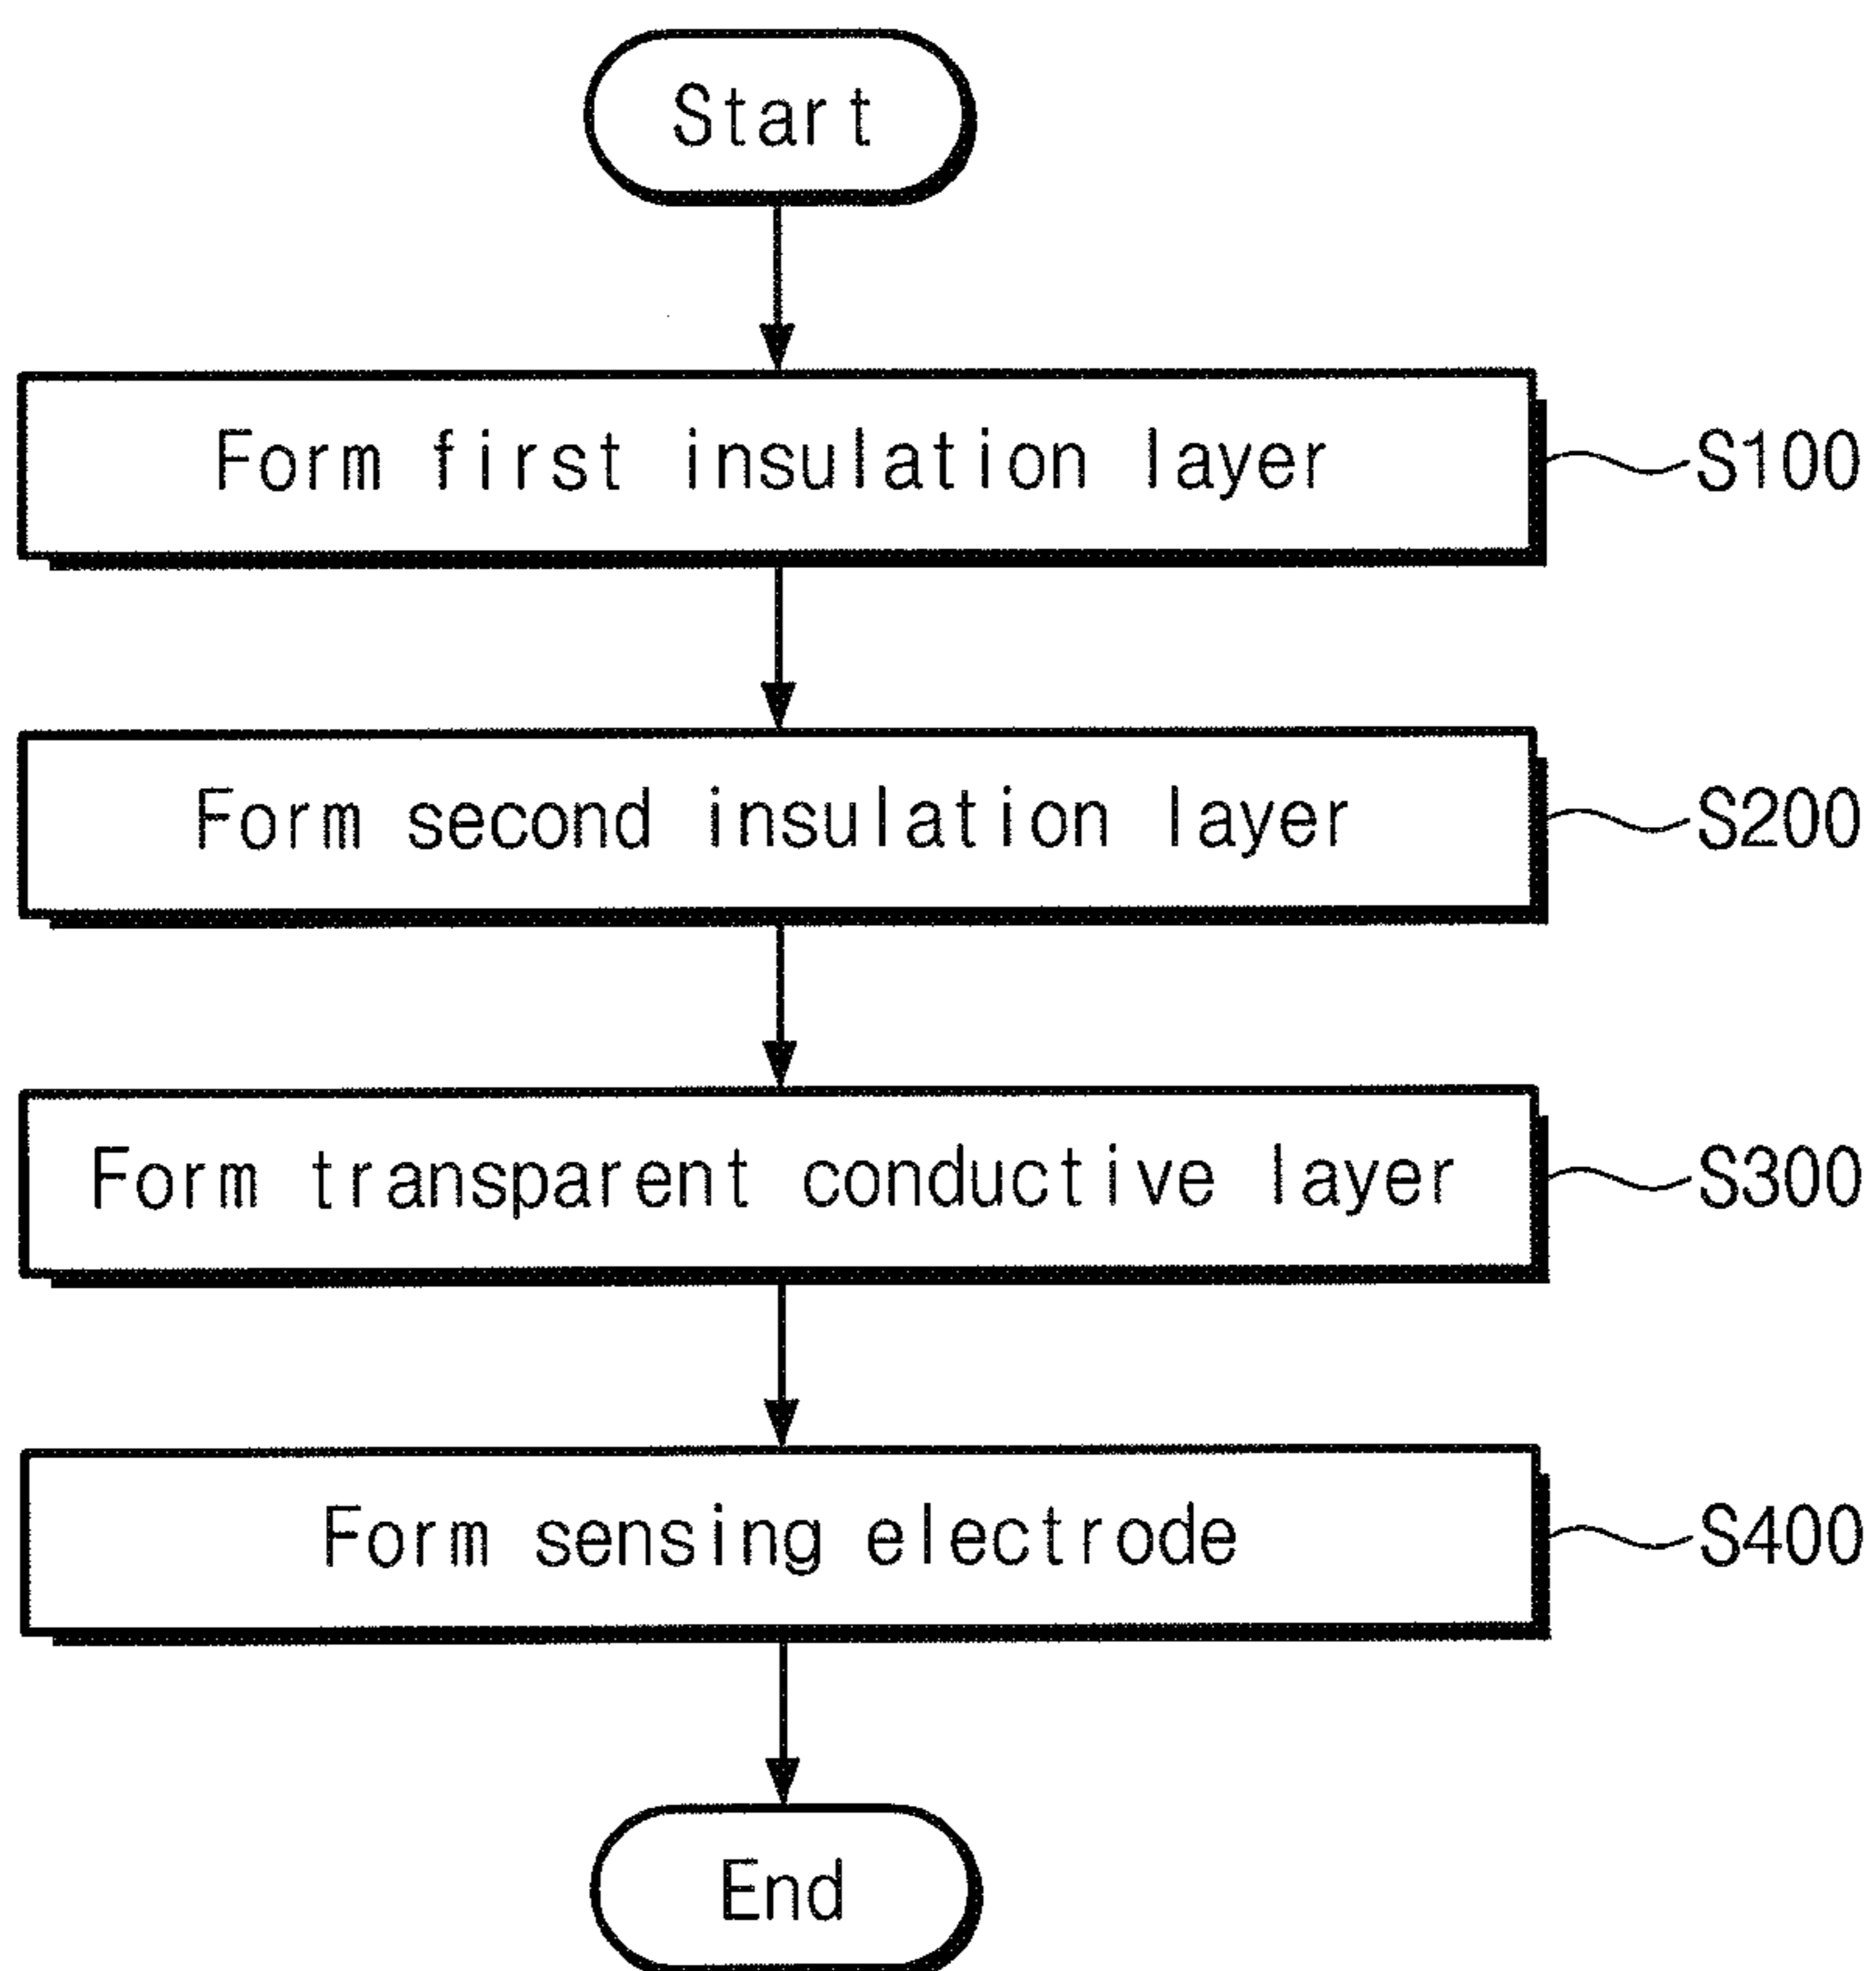 Start
Form first insulation layer
S100
Form second insulation layer
S200
Form transparent conductive layer
S300
Form sensing electrode
S400
End